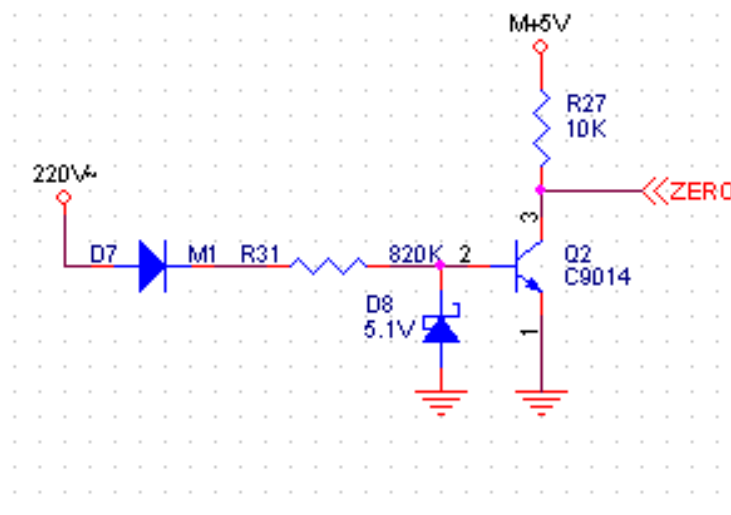 M+5V
R27
10K
220V~
ZERO
3
D7
M1
R31
820K
2
Q2
C9014
D8
5.1V
1